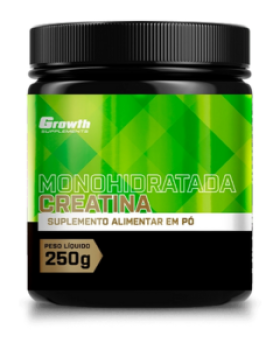 Growth
SUPPLEMENTS
MONOHIDRATADA
CREATINA
SUPLEMENTO ALIMENTAR EM PÓ
PESO LÍQUIDO
250g